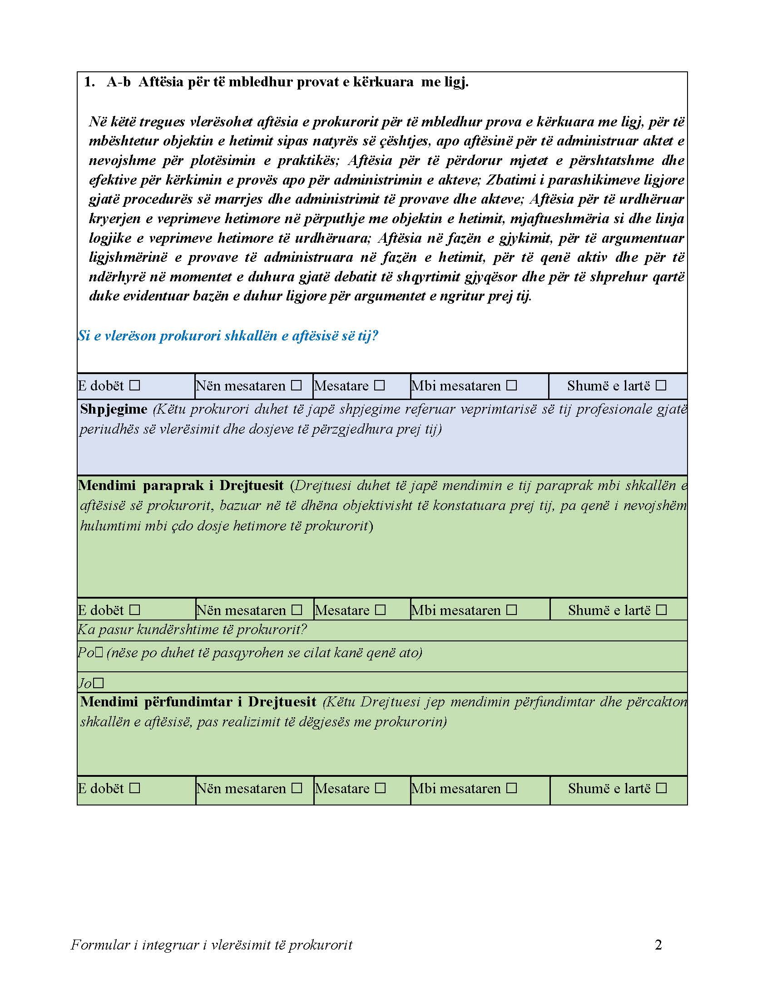 1. A-b Aftësia për të mbledhur provat e kërkuara me ligj.
Në këtë tregues vlerësohet aftësia e prokurorit për të mbledhur prova e kërkuara me ligj, për të
mbështetur objektin e hetimit sipas natyrës së çështjes, apo aftësinë për të administruar aktet e
nevojshme për plotësimin e praktikës; Aftësia për të përdorur mjetet e përshtatshme dhe
efektive për kërkimin e provës apo për administrimin e akteve; Zbatimi i parashikimeve ligjore
gjatë procedurës së marrjes dhe administrimit të provave dhe akteve; Aftësia për të urdhëruar
kryerjen e veprimeve hetimore në përputhje me objektin e hetimit, mjaftueshmëria si dhe linja
logjike e veprimeve hetimore të urdhëruara; Aftësia në fazën e gjykimit, për të argumentuar
ligjshmërinë e provave të administruara në fazën e hetimit, për të qenë aktiv dhe për të
ndërhyrë në momentet e duhura gjatë debatit të shqyrtimit gjyqësor dhe për të shprehur qartë
duke evidentuar bazën e duhur ligjore për argumentet e ngritur prej tij.
Si e vlerëson prokurori shkallën e aftësisë së tij?
E dobët ☐ Nën mesataren ☐ Mesatare ☐ Mbi mesataren ☐ Shumë e lartë ☐
Shpjegime (Këtu prokurori duhet të japë shpjegime referuar veprimtarisë së tij profesionale gjatë
periudhës së vlerësimit dhe dosjeve të përzgjedhura prej tij)
Mendimi paraprak i Drejtuesit (Drejtuesi duhet të japë mendimin e tij paraprak mbi shkallën e
aftësisë së prokurorit, bazuar në të dhëna objektivisht të konstatuara prej tij, pa qenë i nevojshëm
hulumtimi mbi çdo dosje hetimore të prokurorit)
E dobët ☐ Nën mesataren ☐ Mesatare ☐ Mbi mesataren ☐ Shumë e lartë ☐
Ka pasur kundërshtime të prokurorit?
Po☐ (nëse po duhet të pasqyrohen se cilat kanë qenë ato)
Jo☐
Mendimi përfundimtar i Drejtuesit (Këtu Drejtuesi jep mendimin përfundimtar dhe përcakton
shkallën e aftësisë, pas realizimit të dëgjesës me prokurorin)
E dobët ☐ Nën mesataren ☐ Mesatare ☐ Mbi mesataren ☐ Shumë e lartë ☐
Formular i integruar i vlerësimit të prokurorit 2